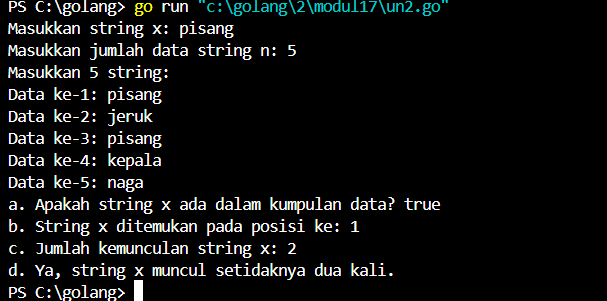 PS C:\golang> go run "c:\golang\2\modul17\un2.go"
Masukkan string x: pisang
Masukkan jumlah data string n: 5
Masukkan 5 string:
Data ke-1: pisang
Data ke-2: jeruk
Data ke-3: pisang
Data ke-4: kepala
Data ke-5: naga
a. Apakah string x ada dalam kumpulan data? true
b. String x ditemukan pada posisi ke: 1
c. Jumlah kemunculan string x: 2
d. Ya, string x muncul setidaknya dua kali.
PS C:\golang>